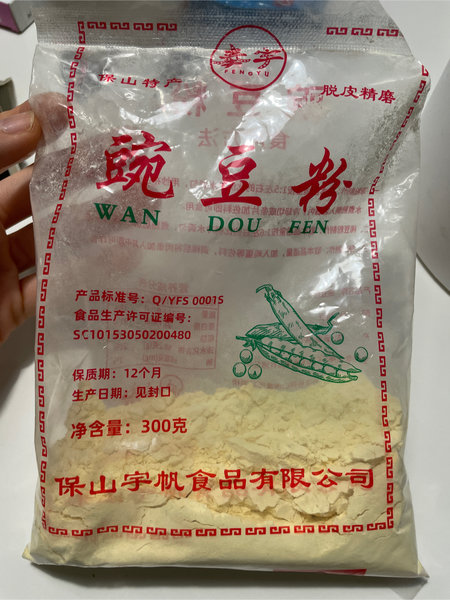 FENGYU
保山特产
脱皮精磨
豌豆粉
WAN DOU FEN
产品标准号：Q/YFS 0001S
食品生产许可证编号：
SC10153050200480
保质期：12个月
生产日期：见封口
净含量：300克
保山宇帆食品有限公司